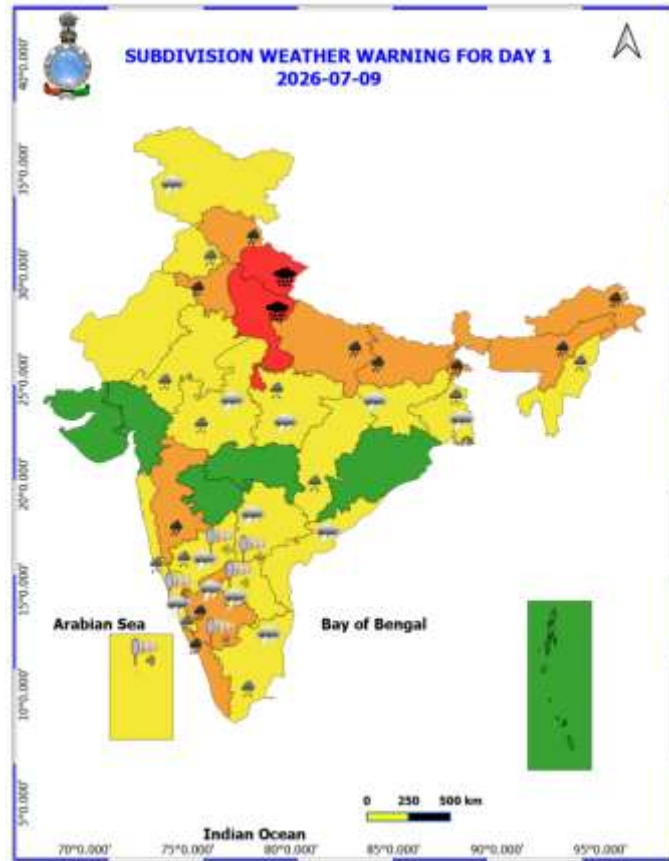 SUBDIVISION WEATHER WARNING FOR DAY 1
2026-07-09
40°0.000'
35°0.000'
30°0.000'
25°0.000'
20°0.000'
15°0.000'
10°0.000'
5°0.000'
Arabian Sea
Bay of Bengal
0 250 500 km
Indian Ocean
70°0.000' 75°0.000' 80°0.000' 85°0.000' 90°0.000' 95°0.000'